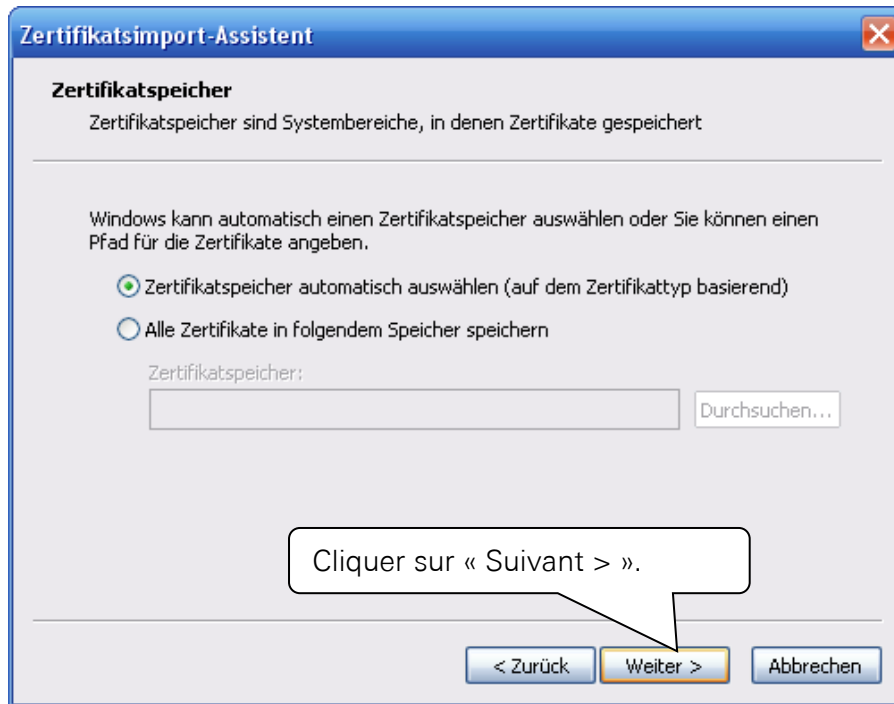 Zertifikatsimport-Assistent
Zertifikatspeicher
Zertifikatspeicher sind Systembereiche, in denen Zertifikate gespeichert
Windows kann automatisch einen Zertifikatspeicher auswählen oder Sie können einen
Pfad für die Zertifikate angeben.
Zertifikatspeicher automatisch auswählen (auf dem Zertifikattyp basierend)
Alle Zertifikate in folgendem Speicher speichern
Zertifikatspeicher:
Durchsuchen...
Cliquer sur « Suivant > ».
< Zurück Weiter > Abbrechen